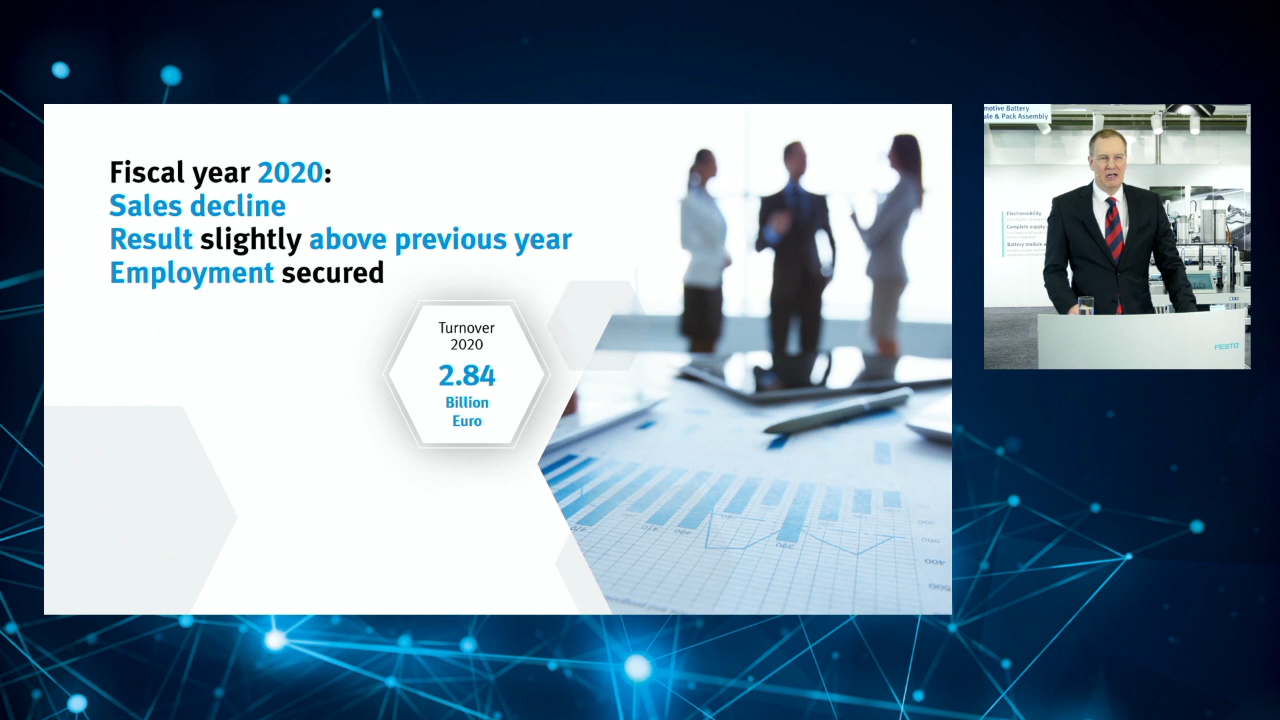 Fiscal year 2020:
Sales decline
Result slightly above previous year
Employment secured
Turnover
2020
2.84
Billion
Euro
motive Battery
ule & Pack Assembly
Electromobility
Complete supply
Battery module
FESTO